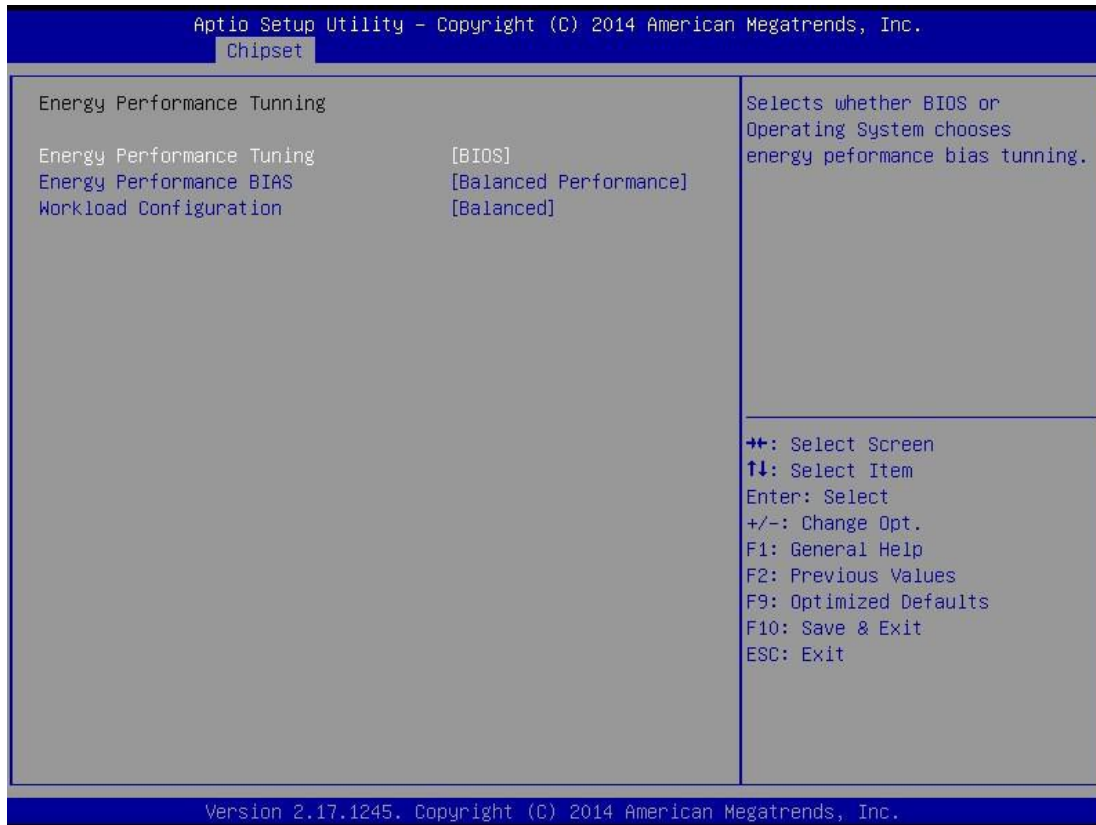 Aptio Setup Utility – Copyright (C) 2014 American Megatrends, Inc.
Chipset
Energy Performance Tunning
Energy Performance Tuning [BIOS]
Energy Performance BIAS [Balanced Performance]
Workload Configuration [Balanced]
Selects whether BIOS or
Operating System chooses
energy peformance bias tunning.
→←: Select Screen
↑↓: Select Item
Enter: Select
+/-: Change Opt.
F1: General Help
F2: Previous Values
F9: Optimized Defaults
F10: Save & Exit
ESC: Exit
Version 2.17.1245. Copyright (C) 2014 American Megatrends, Inc.